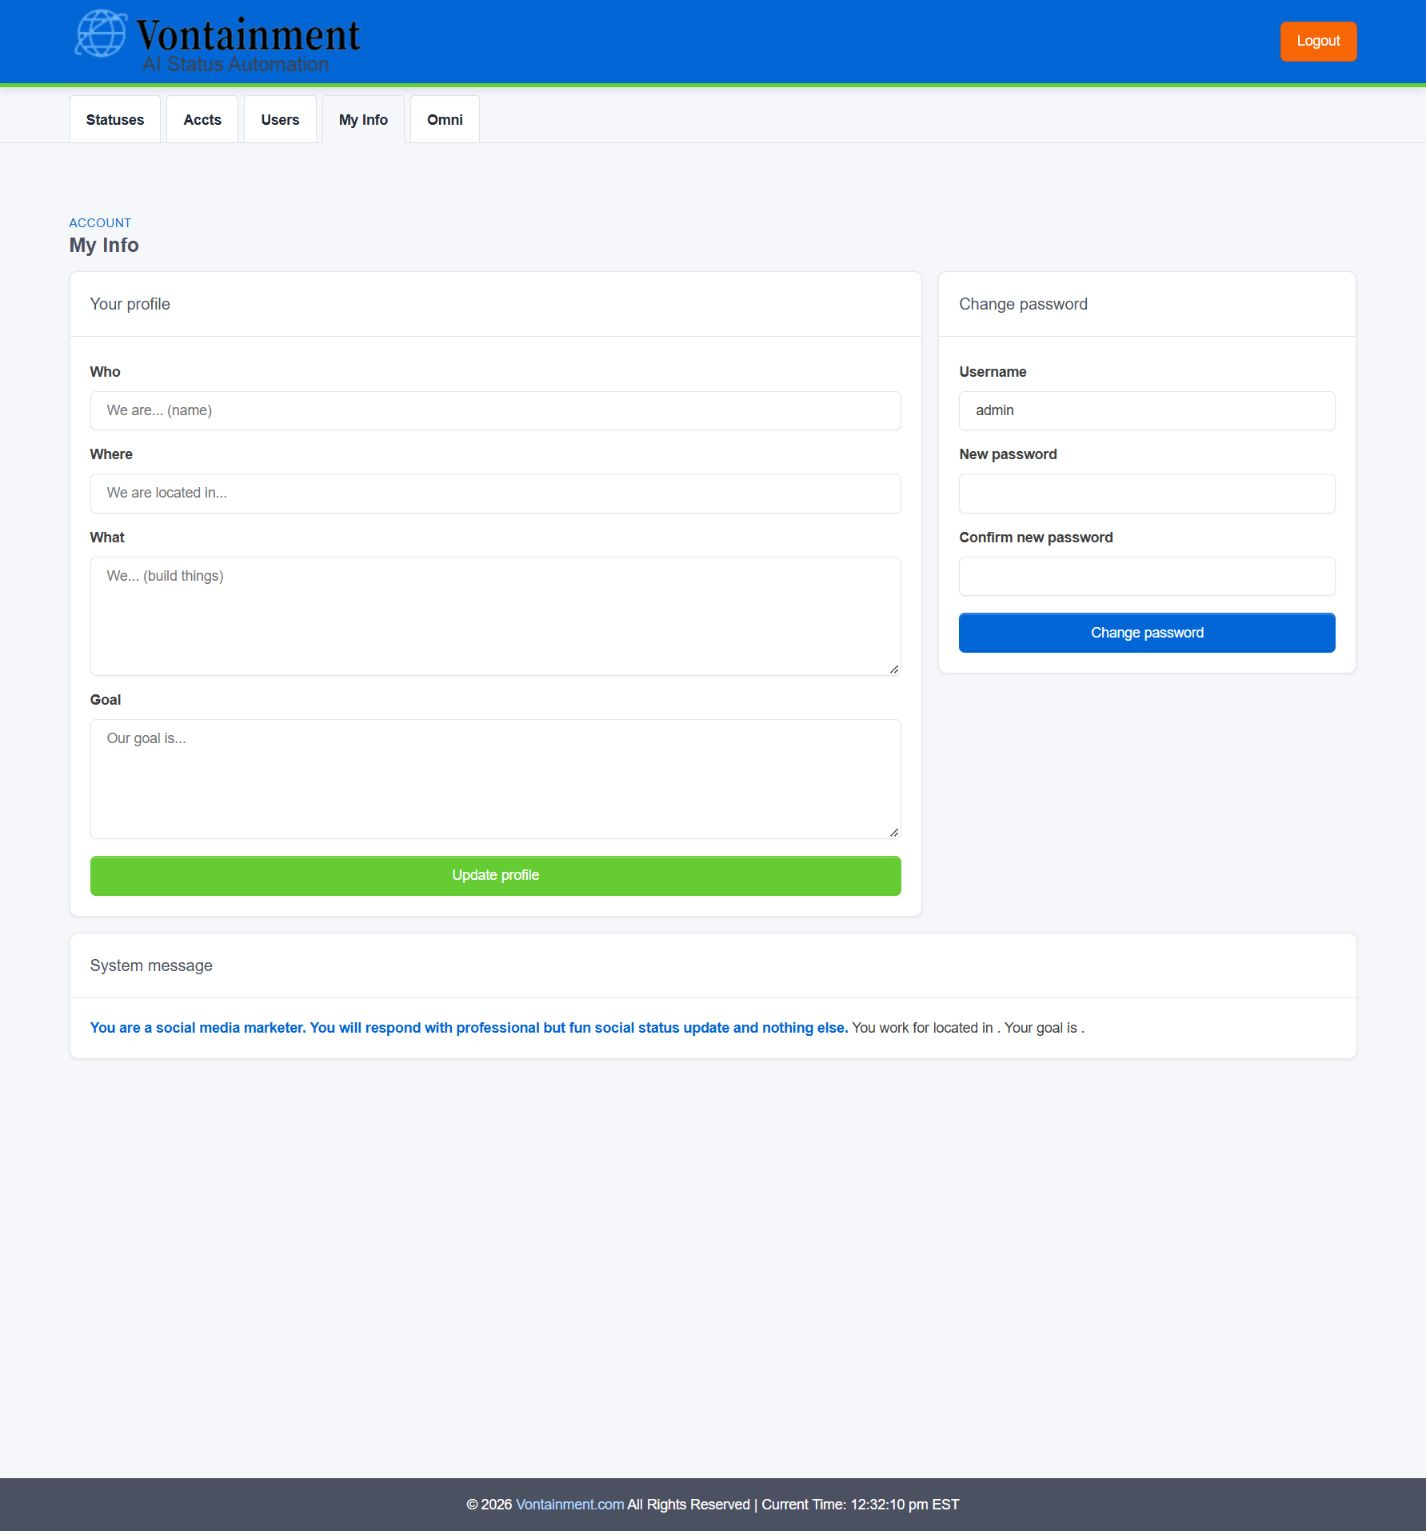 Vontainment
AI Status Automation
Logout
Statuses
Accts
Users
My Info
Omni
ACCOUNT
My Info
Your profile
Who
We are... (name)
Where
We are located in...
What
We... (build things)
Goal
Our goal is...
Update profile
Change password
Username
admin
New password
Confirm new password
Change password
System message
You are a social media marketer. You will respond with professional but fun social status update and nothing else. You work for located in . Your goal is .
© 2026 Vontainment.com All Rights Reserved | Current Time: 12:32:10 pm EST